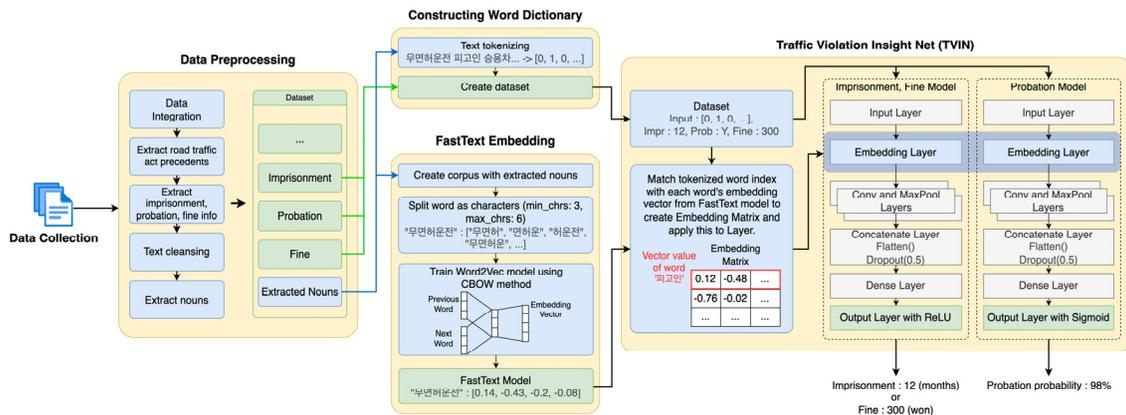 Constructing Word Dictionary
Text tokenizing
무면허운전 피고인 승용차... -> [0, 1, 0, ...]
Create dataset
Data Preprocessing
Data
Integration
Extract road traffic
act precedents
Extract
imprisonment,
probation, fine info
Text cleansing
Extract nouns
Data Collection
Dataset
...
Imprisonment
Probation
Fine
Extracted Nouns
FastText Embedding
Create corpus with extracted nouns
Split word as characters (min_chrs: 3,
max_chrs: 6)
"무면허운전" : ["무면허", "면허운", "허운전",
"무면허운", ...]
Train Word2Vec model using
CBOW method
Previous
Word
Next
Word
Embedding
Vector
FastText Model
"무면허운전" : [0.14, -0.43, -0.2, -0.08]
Traffic Violation Insight Net (TVIN)
Dataset
Input : [0, 1, 0, ...],
Impr : 12, Prob : Y, Fine : 300
Match tokenized word index
with each word's embedding
vector from FastText model to
create Embedding Matrix and
apply this to Layer.
Vector value
of word
'피고인'
Embedding
Matrix
0.12 -0.48 ...
-0.76 -0.02 ...
... ... ...
Imprisonment, Fine Model
Input Layer
Embedding Layer
Conv and MaxPool
Layers
Concatenate Layer
Flatten()
Dropout(0.5)
Dense Layer
Output Layer with ReLU
Imprisonment : 12 (months)
or
Fine : 300 (won)
Probation Model
Input Layer
Embedding Layer
Conv and MaxPool
Layers
Concatenate Layer
Flatten()
Dropout(0.5)
Dense Layer
Output Layer with Sigmoid
Probation probability : 98%